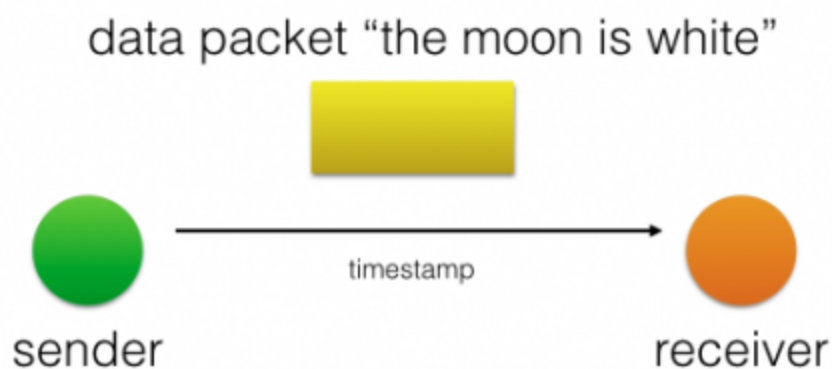 data packet “the moon is white”
timestamp
sender
receiver